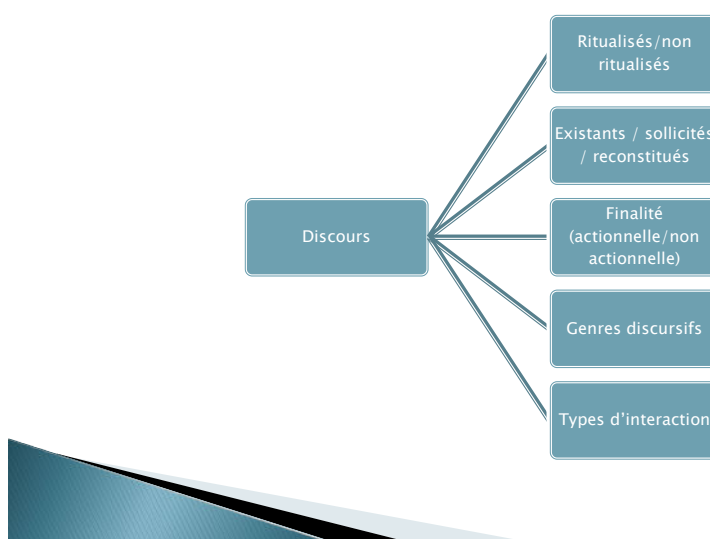 Ritualisés/non
ritualisés
Existants / sollicités
/ reconstitués
Discours
Finalité
(actionnelle/non
actionnelle)
Genres discursifs
Types d'interaction